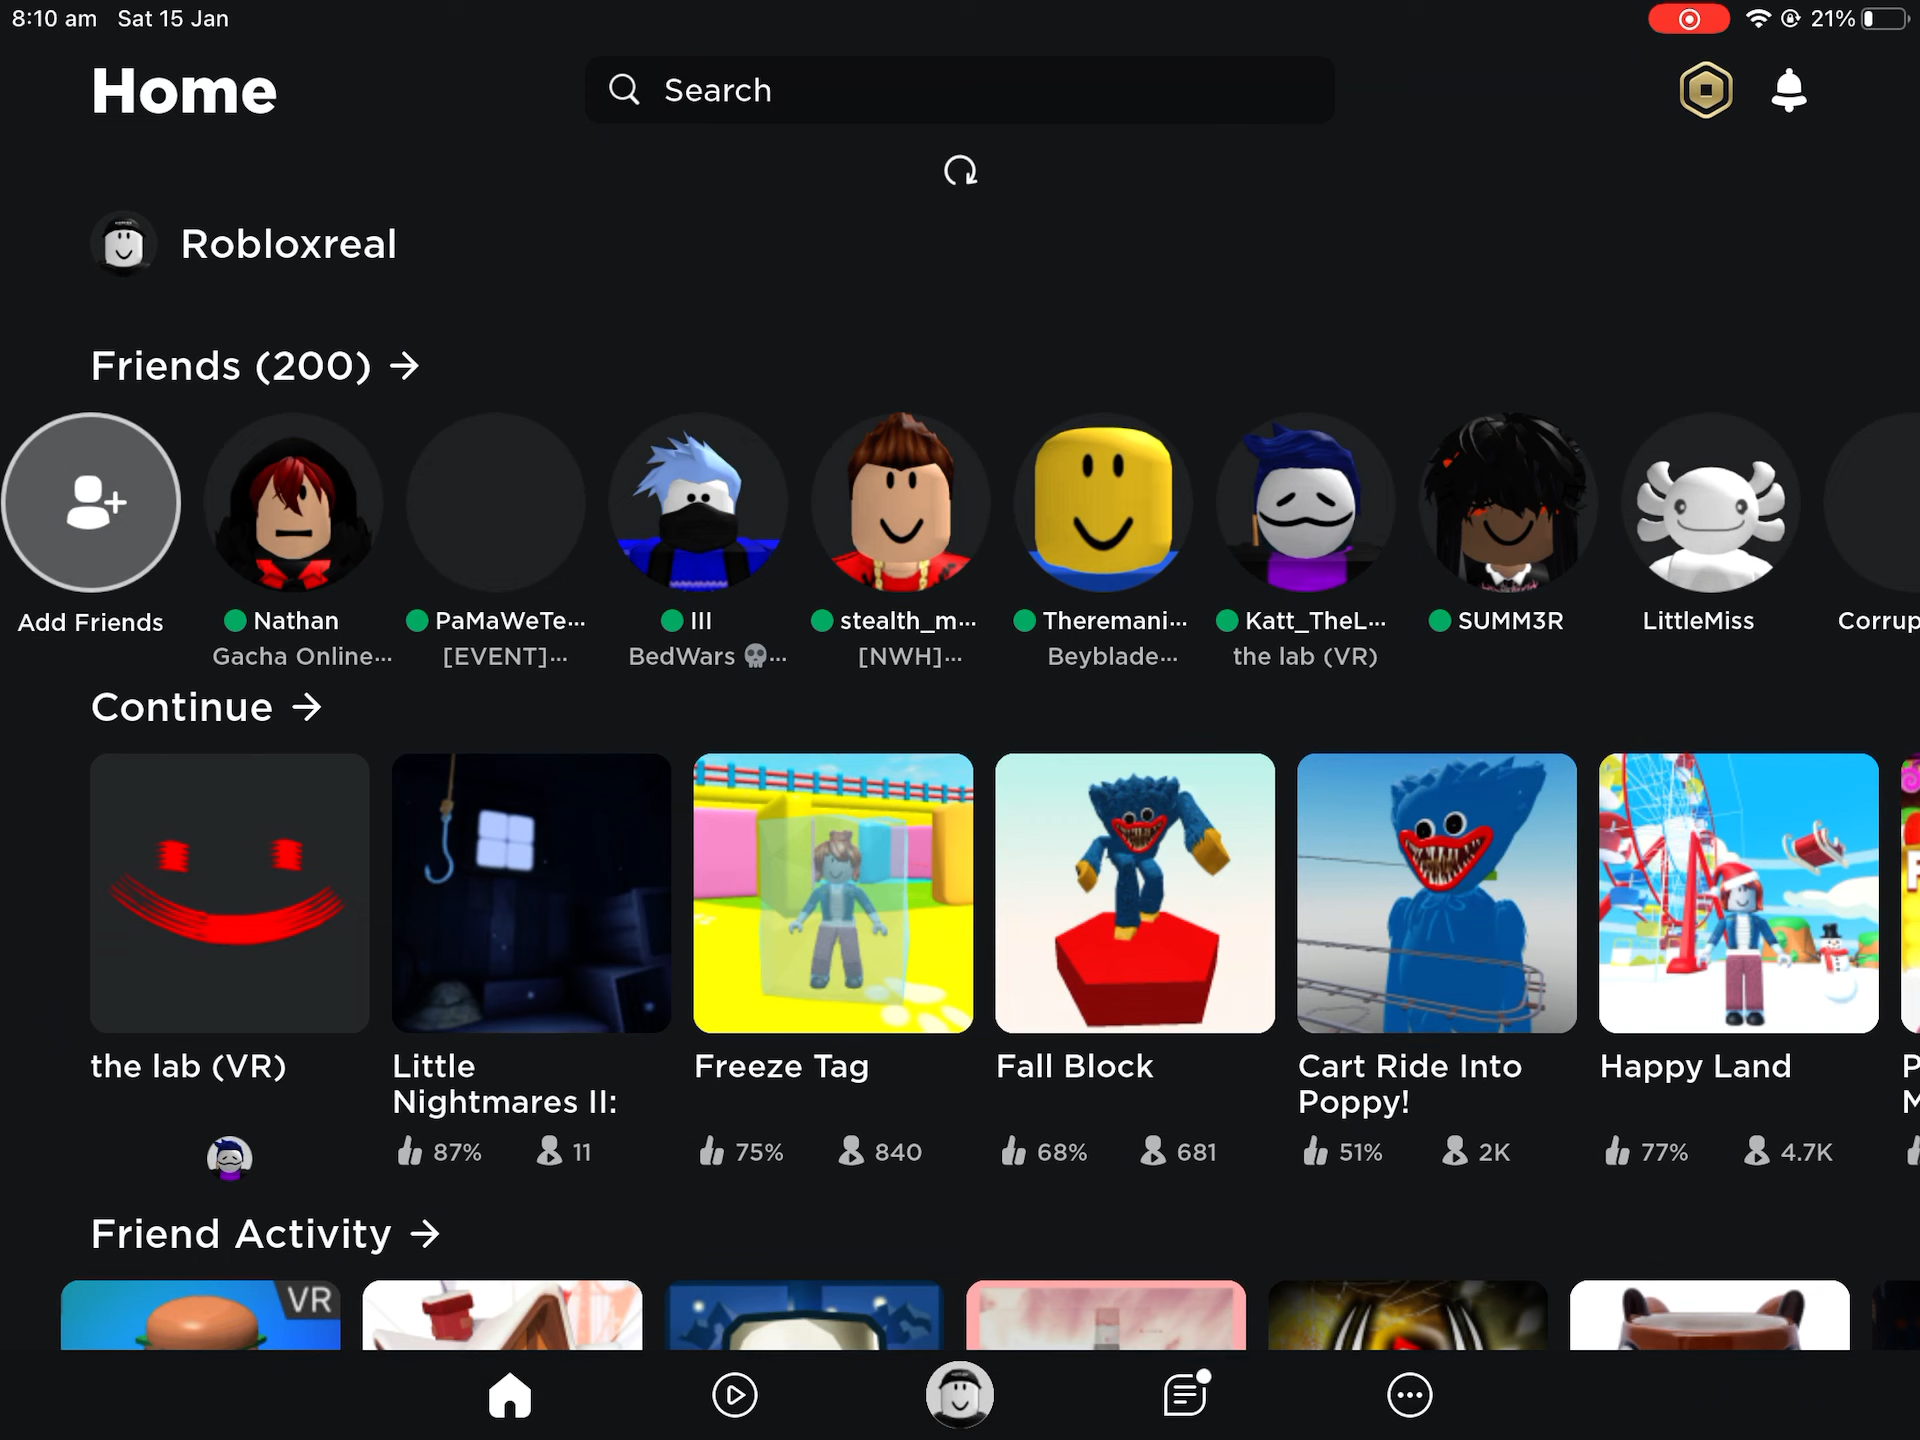 8:10 am Sat 15 Jan
21%
Home
Search
Robloxreal
Friends (200)
Add Friends
Nathan
PaMaWeTe...
III
stealth_m...
Theremani...
Katt_TheL...
SUMM3R
LittleMiss
Corrup
Gacha Online...
[EVENT]...
BedWars 💀...
[NWH]...
Beyblade...
the lab (VR)
Continue
the lab (VR)
Little
Nightmares II:
Freeze Tag
Fall Block
Cart Ride Into
Poppy!
Happy Land
P
M
87% 11
75% 840
68% 681
51% 2K
77% 4.7K
Friend Activity
VR